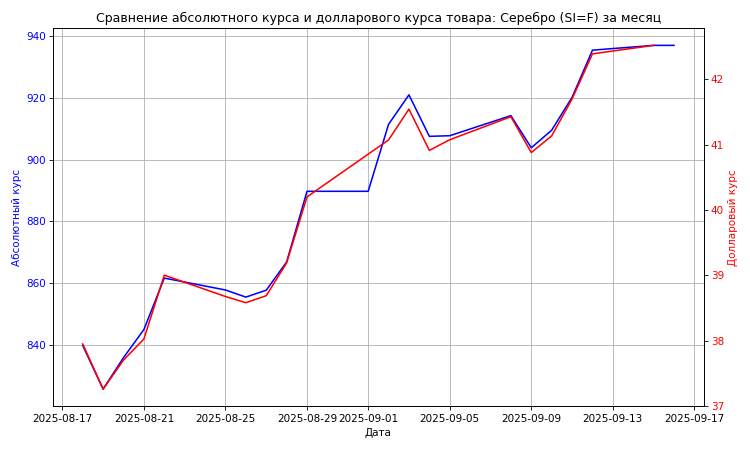 Сравнение абсолютного курса и долларового курса товара: Серебро (SI=F) за месяц
940
920
900
880
860
840
Абсолютный курс
42
41
40
39
38
37
Долларовый курс
2025-08-17 2025-08-21 2025-08-25 2025-08-29 2025-09-01 2025-09-05 2025-09-09 2025-09-13 2025-09-17
Дата